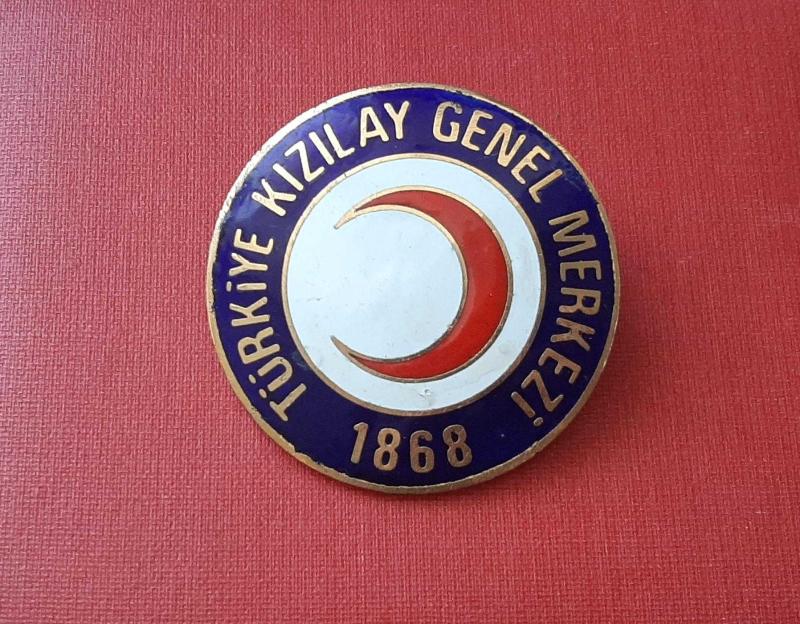 TÜRKİYE KIZILAY GENEL MERKEZİ
1868